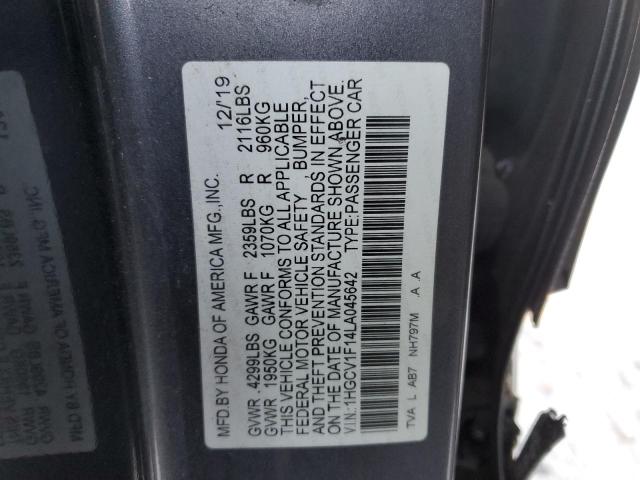 MFD.BY HONDA OF AMERICA MFG.,INC. 12/'19
GVWR 4299LBS GAWR F 2359LBS R 2116LBS
GVWR 1950KG GAWR F 1070KG R 960KG
THIS VEHICLE CONFORMS TO ALL APPLICABLE
FEDERAL MOTOR VEHICLE SAFETY, BUMPER,
AND THEFT PREVENTION STANDARDS IN EFFECT
ON THE DATE OF MANUFACTURE SHOWN ABOVE.
V.I.N.:1HGCV1F14LA045642 TYPE:PASSENGER CAR
TVA L AB7 NH797M .A .A